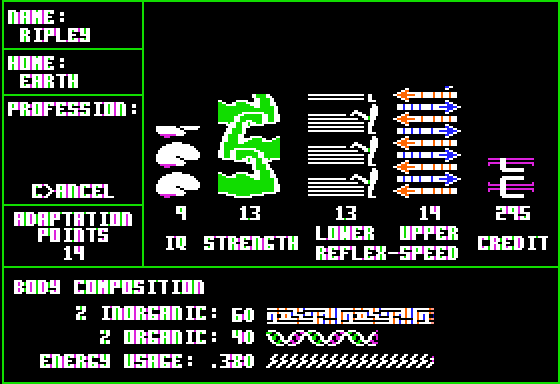 NAME:
RIPLEY
HOME:
EARTH
PROFESSION:
C>ANCEL
ADAPTATION
POINTS
14
9 13 13 14 295
IQ STRENGTH LOWER UPPER CREDIT
REFLEX-SPEED
BODY COMPOSITION
% INORGANIC: 60
% ORGANIC: 40
ENERGY USAGE: .380